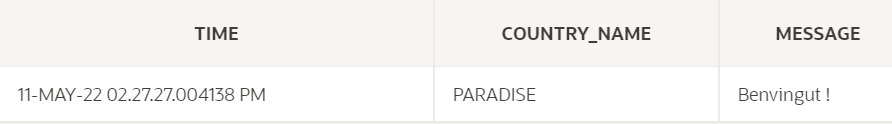 TIME COUNTRY_NAME MESSAGE
11-MAY-22 02.27.27.004138 PM PARADISE Benvingut !